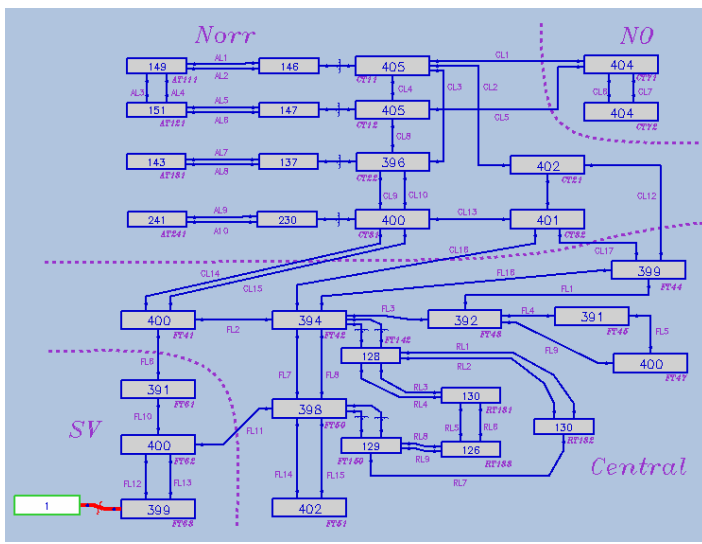 Norr
NO
AL1
CL1
149
146
405
404
AT111
AL2
CT11
CT71
AL3
AL4
CL4
CL3
CL2
CL6
CL7
AL5
151
147
405
404
AT121
AL6
CT12
CL5
CT72
CL8
AL7
143
137
396
402
AT131
AL8
CT22
CT21
CL9
CL10
CL12
AL9
241
230
400
CL13
401
AT241
A10
CT31
CT32
CL16
CL17
CL14
CL15
FL16
399
FT44
FL1
400
394
FL3
392
FL4
391
FT41
FL2
FT42
FT43
FT45
FT142
FL5
FL6
128
RL1
FL9
400
RL2
FT47
FL7
FL8
391
RL3
130
FT61
RL4
RT131
FL10
398
FT50
RL5
RL6
130
SV
FL11
RT132
400
129
RL8
126
FT62
FT150
RL9
RT133
Central
FL12
FL13
FL14
FL15
RL7
1
399
402
FT63
FT51